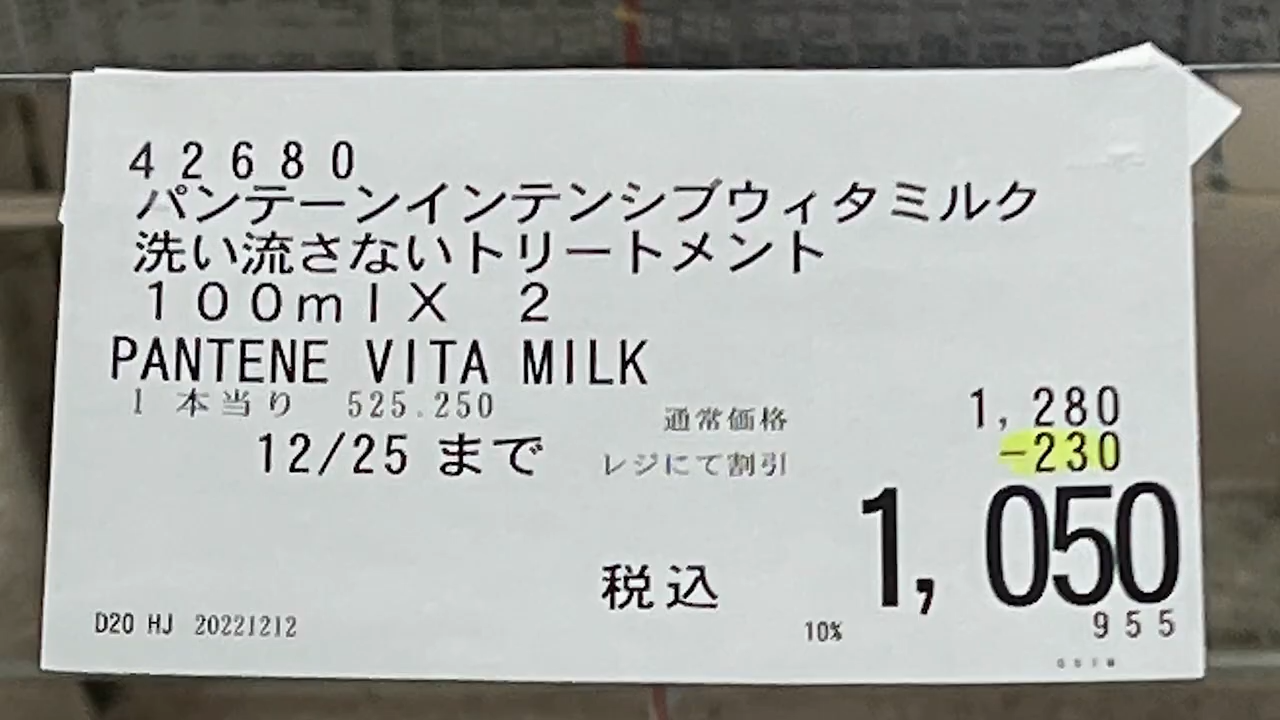 42680
パンテーンインテンシブウィタミルク
洗い流さないトリートメント
100mlX 2
PANTENE VITA MILK
1 本当り 525.250
通常価格 1,280
12/25 まで
レジにて割引 -230
1,050
税込
10% 955
D20 HJ 20221212